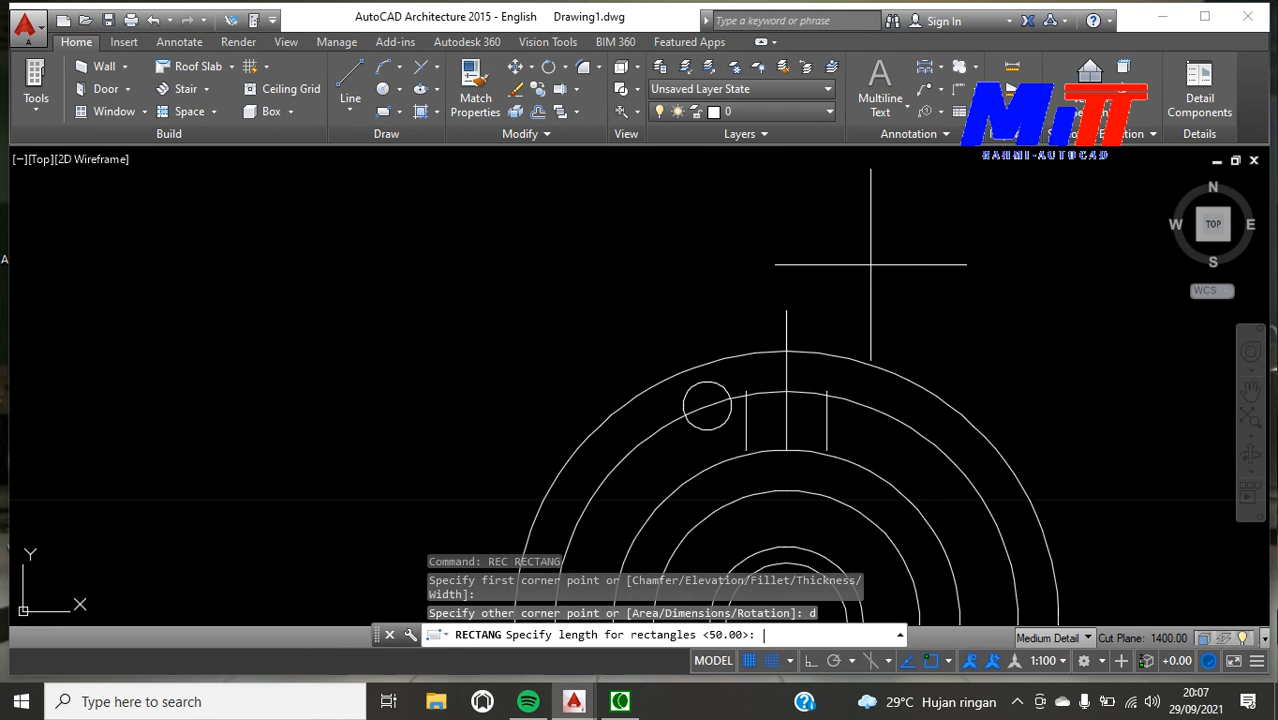 AutoCAD Architecture 2015 - English Drawing1.dwg
Type a keyword or phrase
Sign In
Home Insert Annotate Render View Manage Add-ins Autodesk 360 Vision Tools BIM 360 Featured Apps
Tools
Wall
Door
Window
Roof Slab
Stair
Space
Ceiling Grid
Box
Line
Match
Properties
Unsaved Layer State
0
Multiline
Text
Detail
Components
Build Draw Modify View Layers Annotation Details
MiTT
HAHMI-AUTOCAD
[−][Top][2D Wireframe]
N
W TOP E
S
WCS
A
Y
X
Command: REC RECTANG
Specify first corner point or [Chamfer/Elevation/Fillet/Thickness/
Width]:
Specify other corner point or [Area/Dimensions/Rotation]: d
RECTANG Specify length for rectangles <50.00>:
Medium Detail Cut Plane: 1400.00
MODEL 1:100 +0.00
Type here to search
29°C Hujan ringan
20:07
29/09/2021